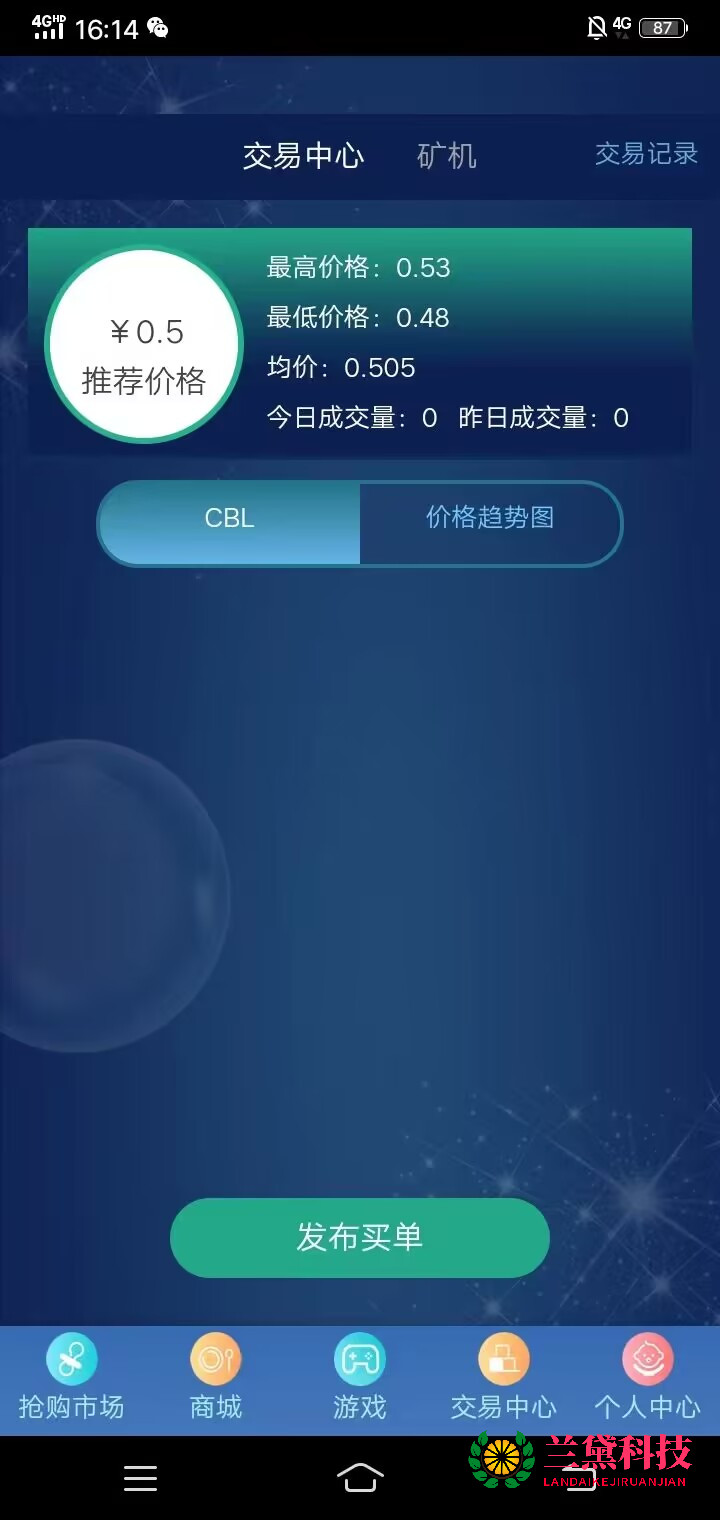 4GHD 16:14 4G 87
交易中心 矿机 交易记录
¥0.5
推荐价格
最高价格：0.53
最低价格：0.48
均价：0.505
今日成交量：0 昨日成交量：0
CBL 价格趋势图
发布买单
抢购市场 商城 游戏 交易中心 个人中心
兰黛科技
LANDAIKEJIRUANJIAN